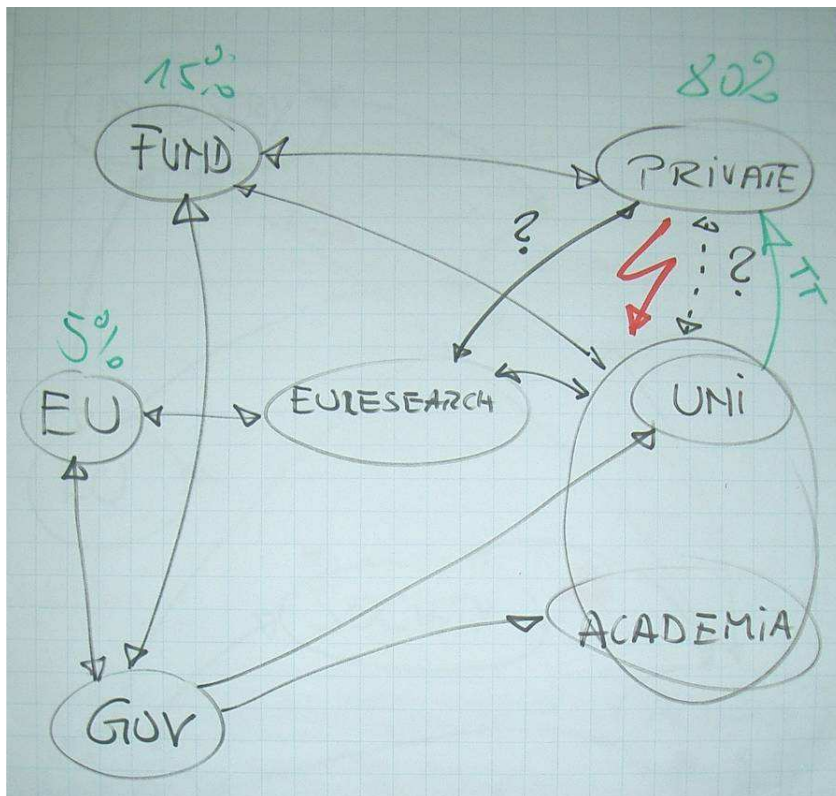 15%
80%
FUND
PRIVATE
?
?
TT
5%
EU
EURESEARCH
UNI
ACADEMIA
GOV